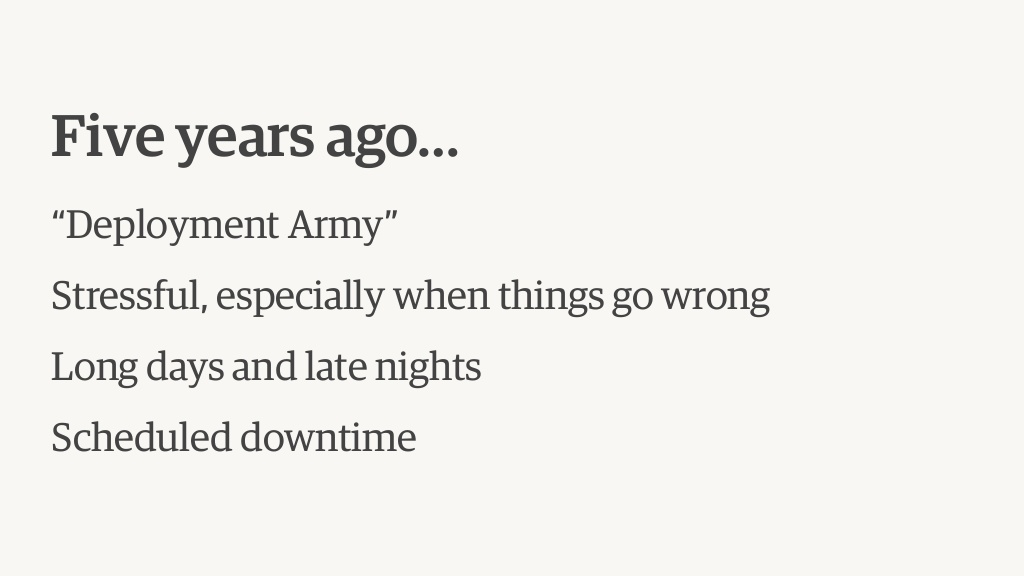 Five years ago...
“Deployment Army”
Stressful, especially when things go wrong
Long days and late nights
Scheduled downtime